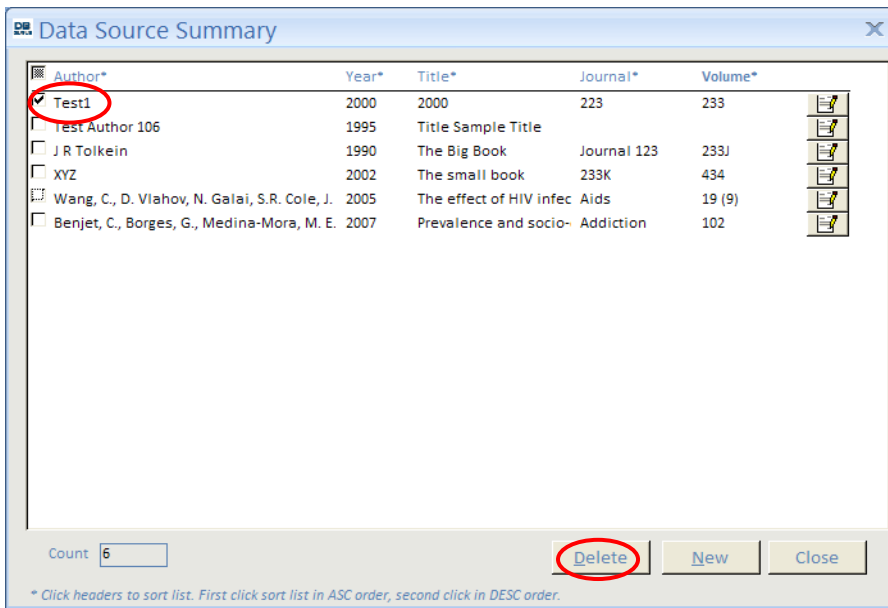 Data Source Summary
Author* Year* Title* Journal* Volume*
Test1 2000 2000 223 233
Test Author 106 1995 Title Sample Title
J R Tolkein 1990 The Big Book Journal 123 233J
XYZ 2002 The small book 233K 434
Wang, C., D. Vlahov, N. Galai, S.R. Cole, J. 2005 The effect of HIV infec Aids 19 (9)
Benjet, C., Borges, G., Medina-Mora, M. E. 2007 Prevalence and socio- Addiction 102
Count 6 Delete New Close
* Click headers to sort list. First click sort list in ASC order, second click in DESC order.